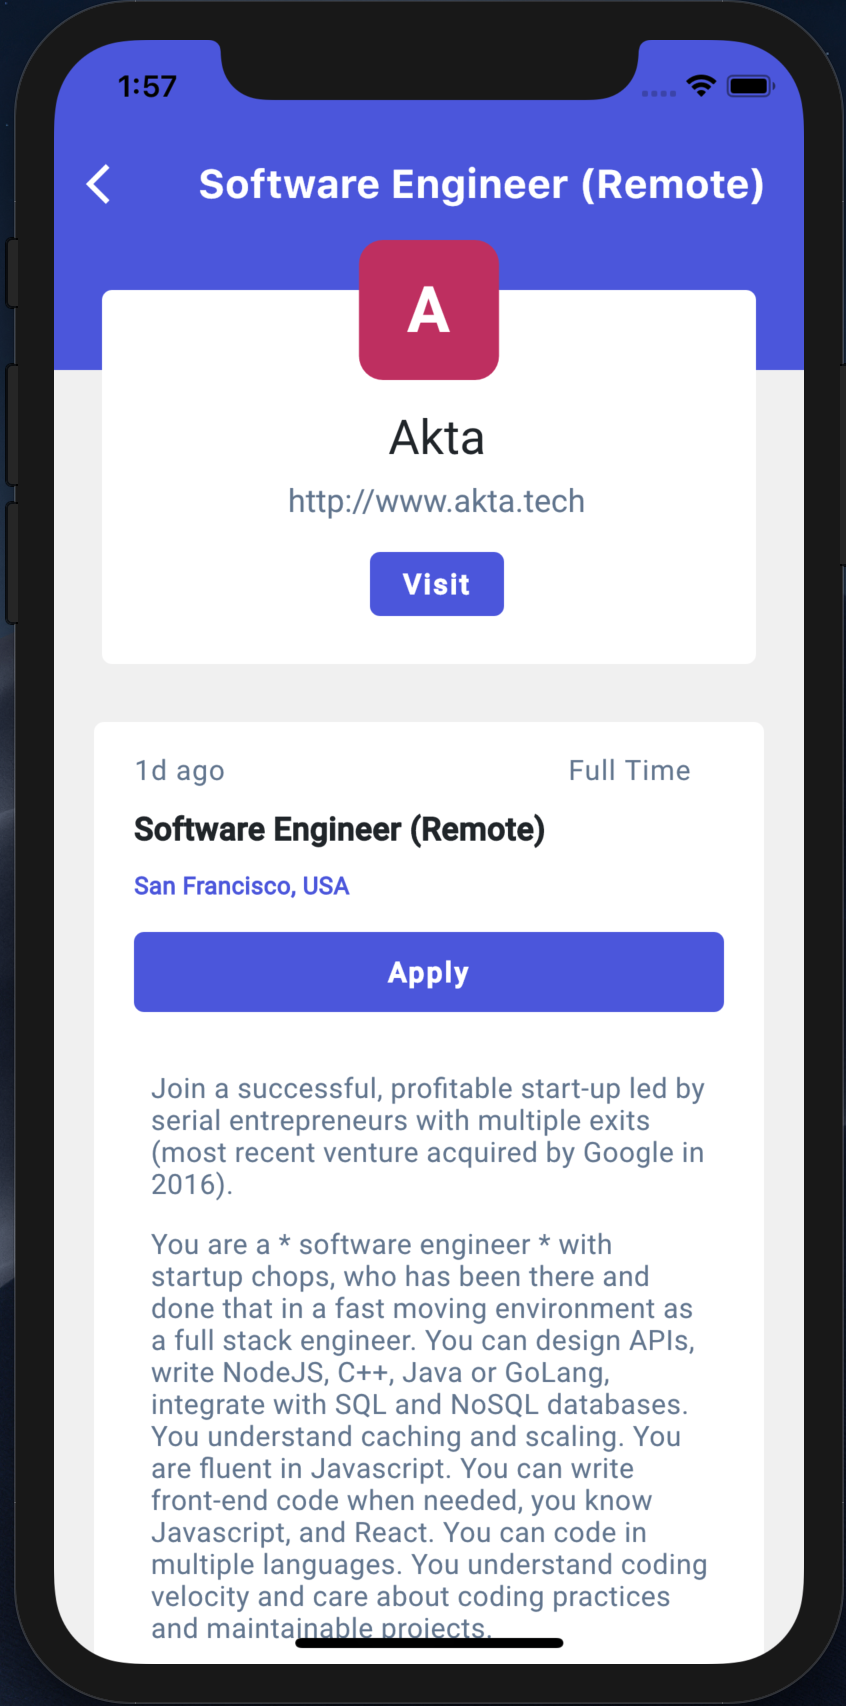 1:57
Software Engineer (Remote)
A
Akta
http://www.akta.tech
Visit
1d ago
Full Time
Software Engineer (Remote)
San Francisco, USA
Apply
Join a successful, profitable start-up led by
serial entrepreneurs with multiple exits
(most recent venture acquired by Google in
2016).
You are a * software engineer * with
startup chops, who has been there and
done that in a fast moving environment as
a full stack engineer. You can design APIs,
write NodeJS, C++, Java or GoLang,
integrate with SQL and NoSQL databases.
You understand caching and scaling. You
are fluent in Javascript. You can write
front-end code when needed, you know
Javascript, and React. You can code in
multiple languages. You understand coding
velocity and care about coding practices
and maintainable projects.